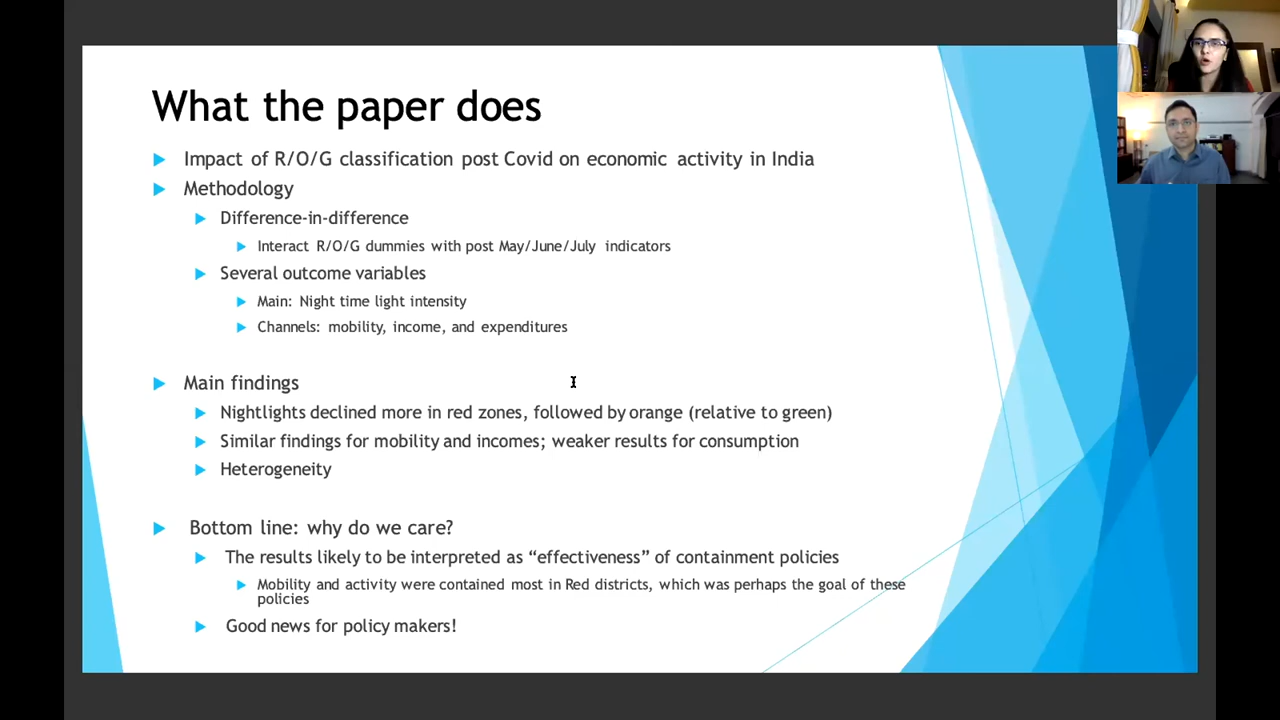 What the paper does
Impact of R/O/G classification post Covid on economic activity in India
Methodology
Difference-in-difference
Interact R/O/G dummies with post May/June/July indicators
Several outcome variables
Main: Night time light intensity
Channels: mobility, income, and expenditures
Main findings
Nightlights declined more in red zones, followed by orange (relative to green)
Similar findings for mobility and incomes; weaker results for consumption
Heterogeneity
Bottom line: why do we care?
The results likely to be interpreted as “effectiveness” of containment policies
Mobility and activity were contained most in Red districts, which was perhaps the goal of these
policies
Good news for policy makers!